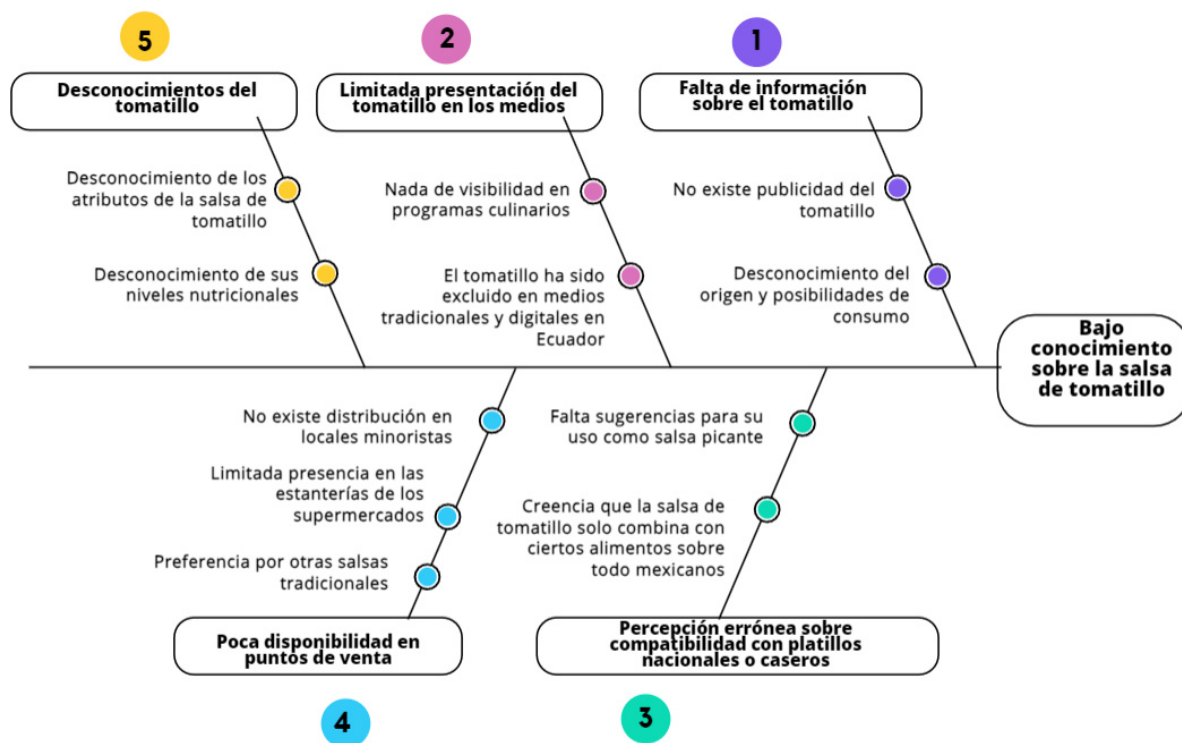 5
Desconocimientos del
tomatillo
Desconocimiento de los
atributos de la salsa de
tomatillo
Desconocimiento de sus
niveles nutricionales
2
Limitada presentación del
tomatillo en los medios
Nada de visibilidad en
programas culinarios
El tomatillo ha sido
excluido en medios
tradicionales y digitales en
Ecuador
1
Falta de información
sobre el tomatillo
No existe publicidad del
tomatillo
Desconocimiento del
origen y posibilidades de
consumo
Bajo
conocimiento
sobre la salsa
de tomatillo
No existe distribución en
locales minoristas
Limitada presencia en las
estanterías de los
supermercados
Preferencia por otras salsas
tradicionales
Poca disponibilidad en
puntos de venta
4
Falta sugerencias para su
uso como salsa picante
Creencia que la salsa de
tomatillo solo combina con
ciertos alimentos sobre
todo mexicanos
Percepción errónea sobre
compatibilidad con platillos
nacionales o caseros
3